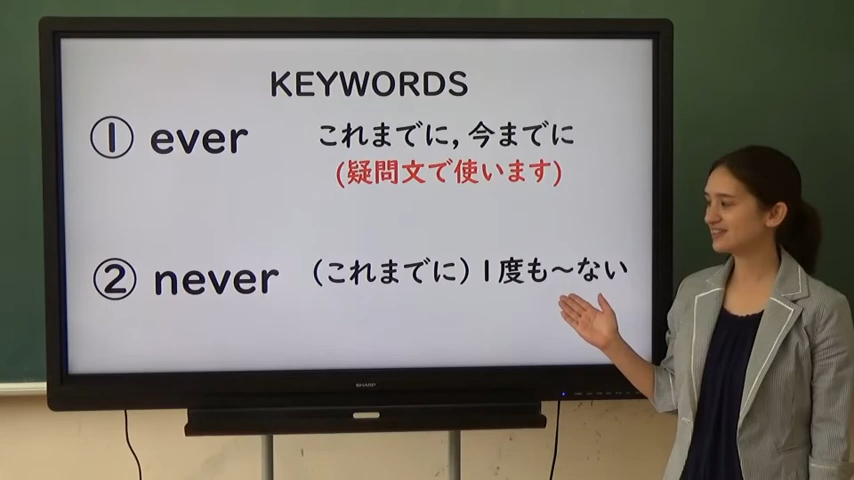 KEYWORDS
① ever これまでに, 今までに
(疑問文で使います)
② never (これまでに) 1度も〜ない
SHARP